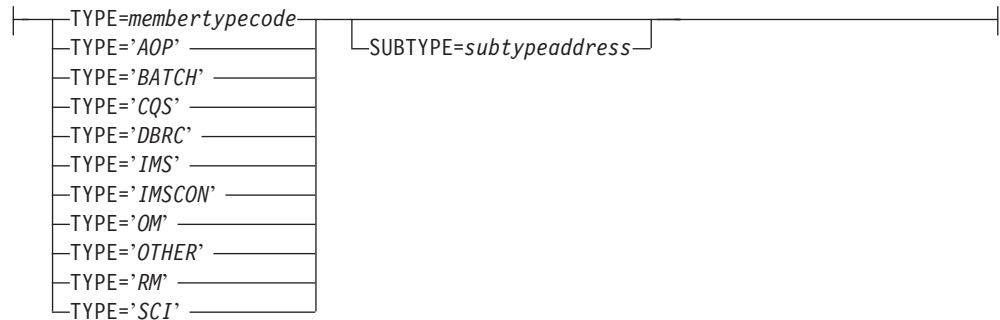 TYPE=membertypecode
TYPE=’AOP’
SUBTYPE=subtypeaddress
TYPE=’BATCH’
TYPE=’CQS’
TYPE=’DBRC’
TYPE=’IMS’
TYPE=’IMSCON’
TYPE=’OM’
TYPE=’OTHER’
TYPE=’RM’
TYPE=’SCI’